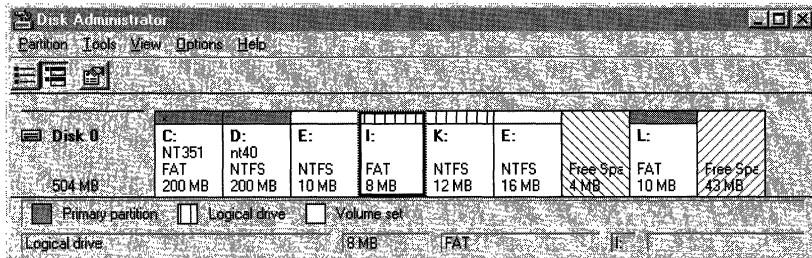 Disk Administrator
Partition Tools View Options Help
Disk 0
504 MB
C:
NT351
FAT
200 MB
D:
nt40
NTFS
200 MB
E:
NTFS
10 MB
I:
FAT
8 MB
K:
NTFS
12 MB
E:
NTFS
16 MB
Free Spa
4 MB
L:
FAT
10 MB
Free Spa
43 MB
Primary partition Logical drive Volume set
Logical drive 8 MB FAT I: